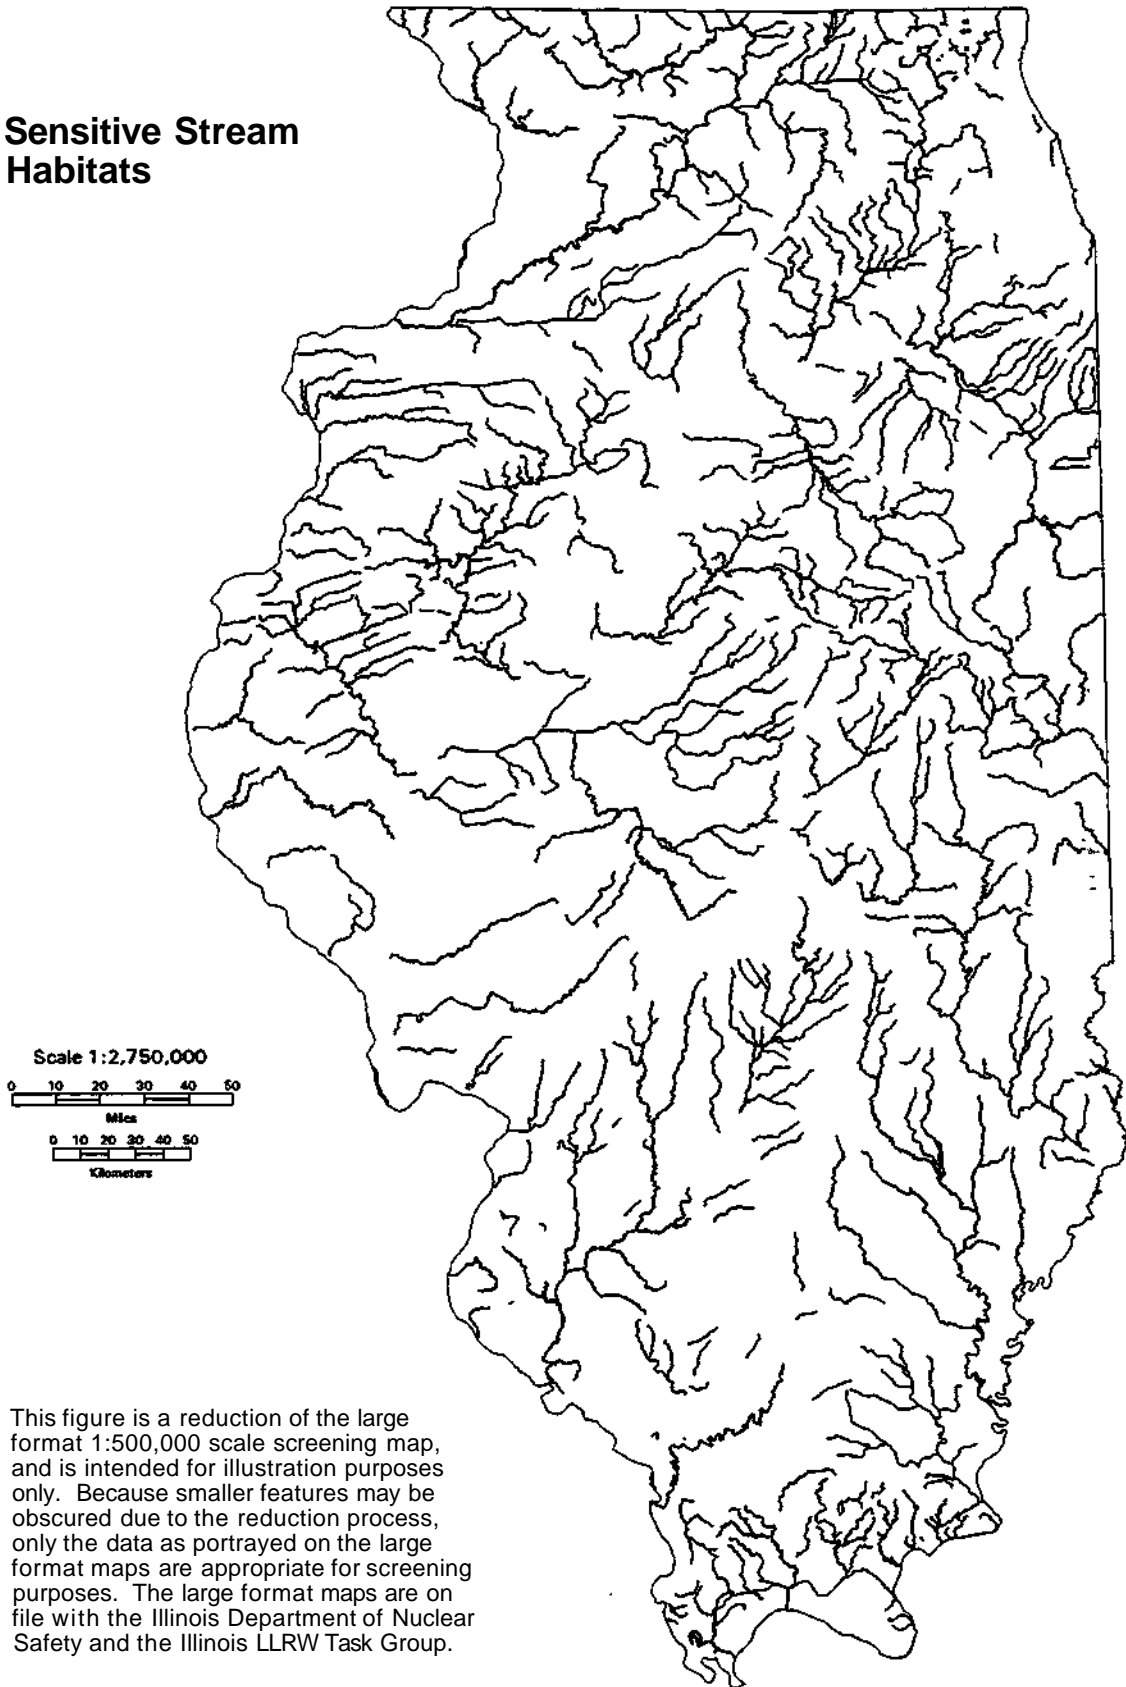 Sensitive Stream
Habitats
Scale 1:2,750,000
0 10 20 30 40 50
Miles
0 10 20 30 40 50
Kilometers
This figure is a reduction of the large
format 1:500,000 scale screening map,
and is intended for illustration purposes
only.  Because smaller features may be
obscured due to the reduction process,
only the data as portrayed on the large
format maps are appropriate for screening
purposes.  The large format maps are on
file with the Illinois Department of Nuclear
Safety and the Illinois LLRW Task Group.